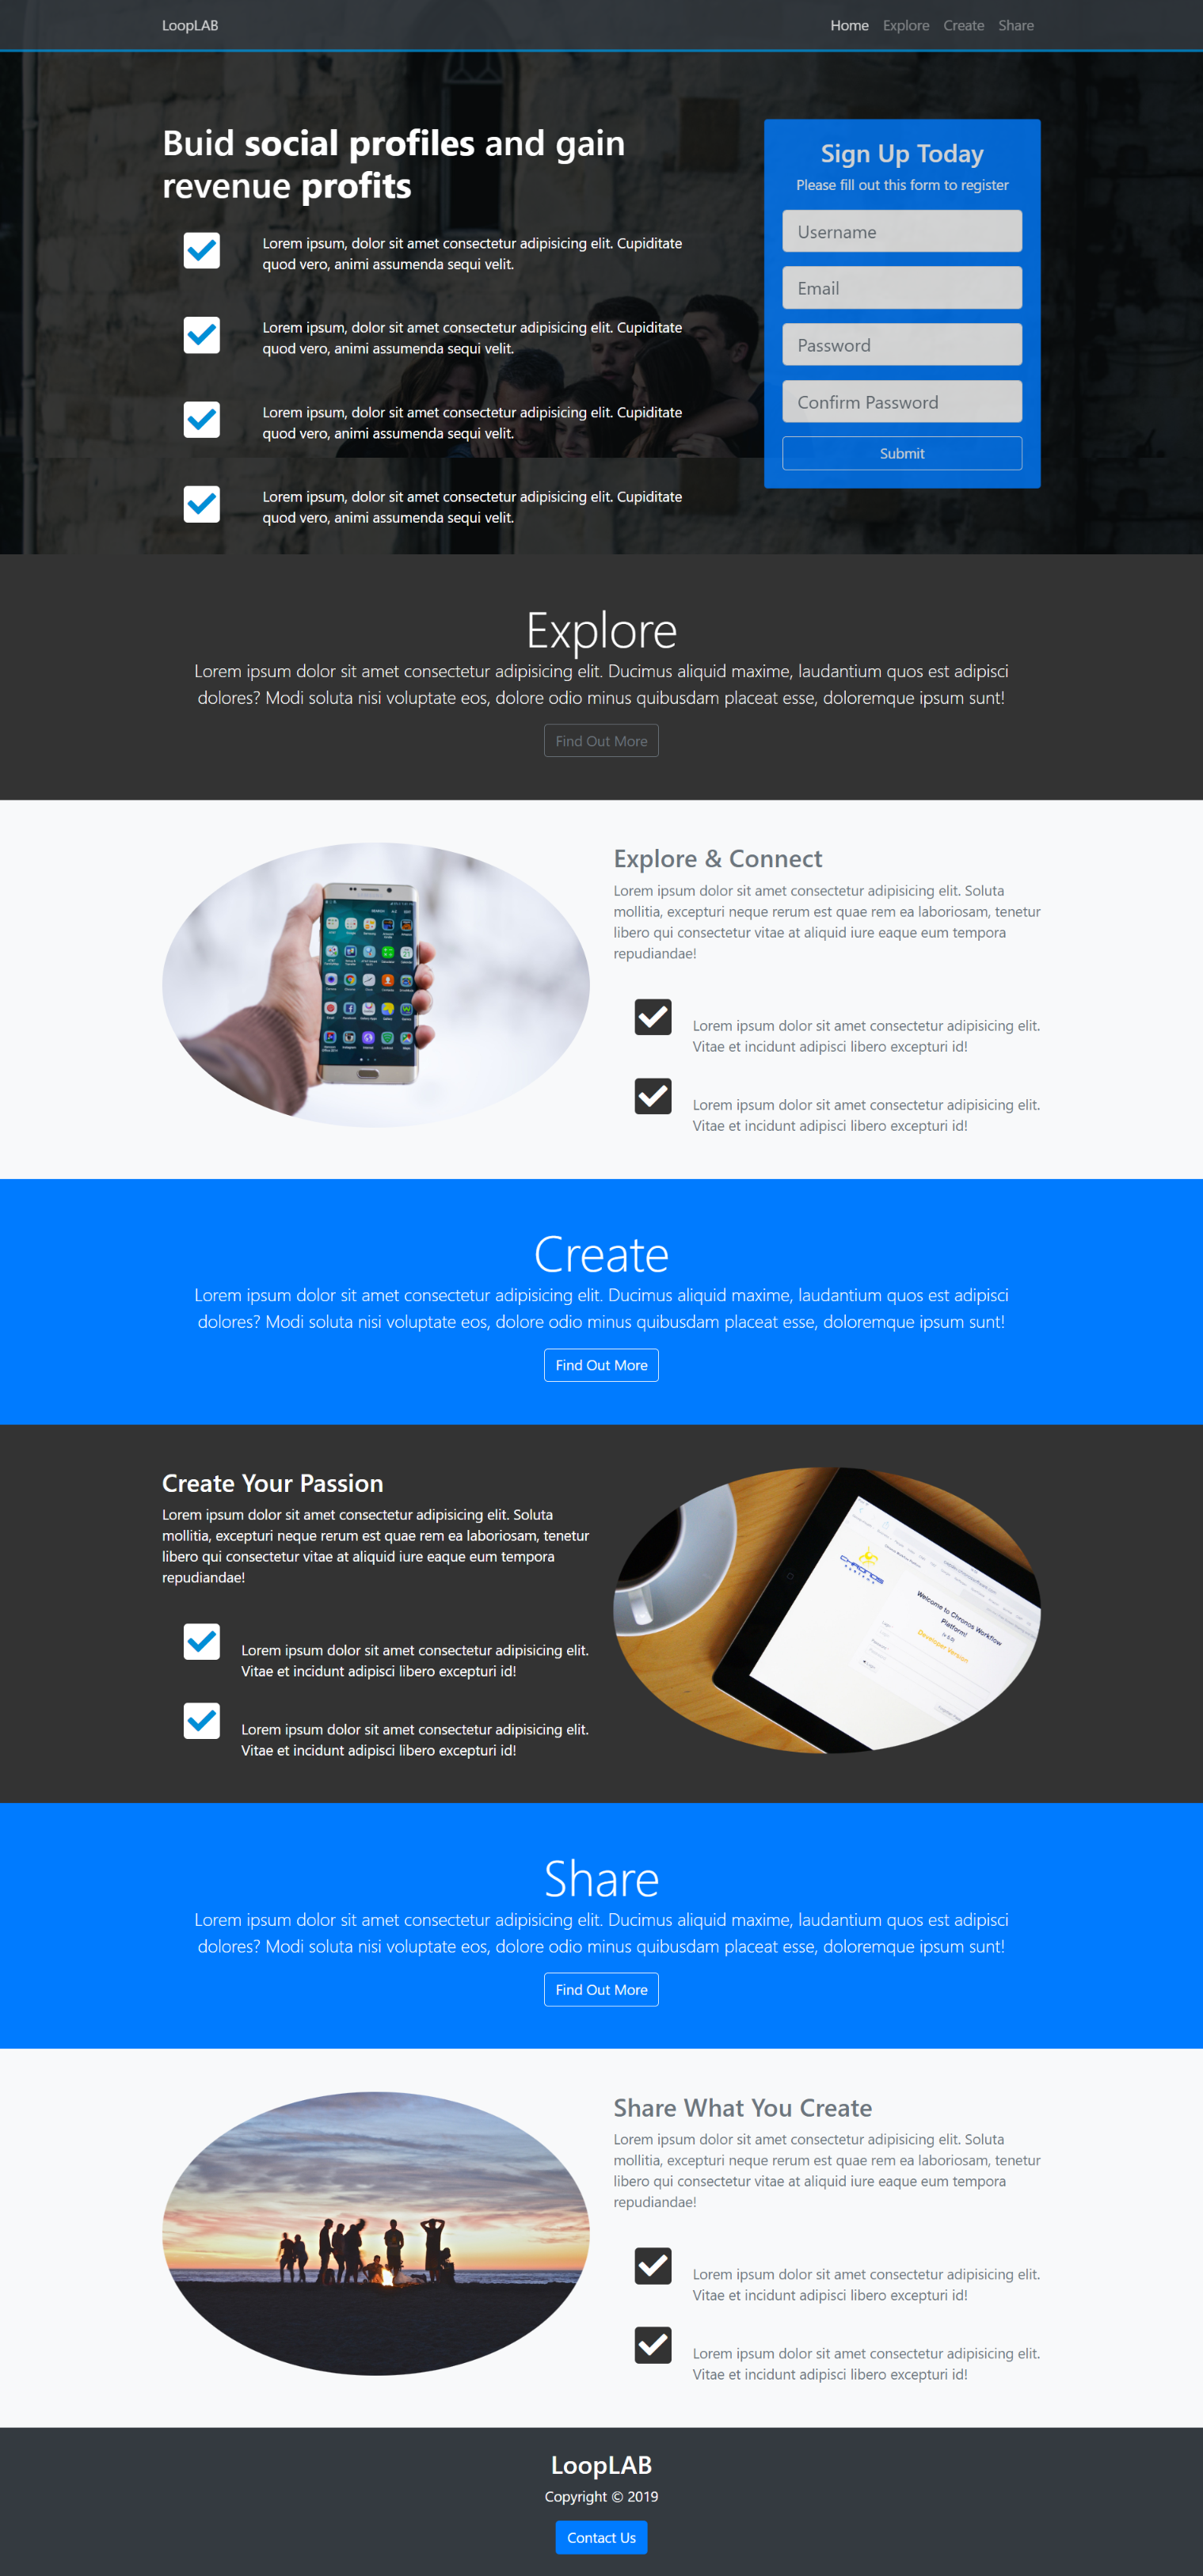 LoopLAB
Home Explore Create Share
Buid social profiles and gain
revenue profits
Lorem ipsum, dolor sit amet consectetur adipisicing elit. Cupiditate
quod vero, animi assumenda sequi velit.
Lorem ipsum, dolor sit amet consectetur adipisicing elit. Cupiditate
quod vero, animi assumenda sequi velit.
Lorem ipsum, dolor sit amet consectetur adipisicing elit. Cupiditate
quod vero, animi assumenda sequi velit.
Lorem ipsum, dolor sit amet consectetur adipisicing elit. Cupiditate
quod vero, animi assumenda sequi velit.
Sign Up Today
Please fill out this form to register
Username
Email
Password
Confirm Password
Submit
Explore
Lorem ipsum dolor sit amet consectetur adipisicing elit. Ducimus aliquid maxime, laudantium quos est adipisci
dolores? Modi soluta nisi voluptate eos, dolore odio minus quibusdam placeat esse, doloremque ipsum sunt!
Find Out More
Explore & Connect
Lorem ipsum dolor sit amet consectetur adipisicing elit. Soluta
mollitia, excepturi neque rerum est quae rem ea laboriosam, tenetur
libero qui consectetur vitae at aliquid iure eaque eum tempora
repudiandae!
Lorem ipsum dolor sit amet consectetur adipisicing elit.
Vitae et incidunt adipisci libero excepturi id!
Lorem ipsum dolor sit amet consectetur adipisicing elit.
Vitae et incidunt adipisci libero excepturi id!
Create
Lorem ipsum dolor sit amet consectetur adipisicing elit. Ducimus aliquid maxime, laudantium quos est adipisci
dolores? Modi soluta nisi voluptate eos, dolore odio minus quibusdam placeat esse, doloremque ipsum sunt!
Find Out More
Create Your Passion
Lorem ipsum dolor sit amet consectetur adipisicing elit. Soluta
mollitia, excepturi neque rerum est quae rem ea laboriosam, tenetur
libero qui consectetur vitae at aliquid iure eaque eum tempora
repudiandae!
Lorem ipsum dolor sit amet consectetur adipisicing elit.
Vitae et incidunt adipisci libero excepturi id!
Lorem ipsum dolor sit amet consectetur adipisicing elit.
Vitae et incidunt adipisci libero excepturi id!
CHRONOS
Welcome to Chronos Workflow
Platform!
Developer Version
Share
Lorem ipsum dolor sit amet consectetur adipisicing elit. Ducimus aliquid maxime, laudantium quos est adipisci
dolores? Modi soluta nisi voluptate eos, dolore odio minus quibusdam placeat esse, doloremque ipsum sunt!
Find Out More
Share What You Create
Lorem ipsum dolor sit amet consectetur adipisicing elit. Soluta
mollitia, excepturi neque rerum est quae rem ea laboriosam, tenetur
libero qui consectetur vitae at aliquid iure eaque eum tempora
repudiandae!
Lorem ipsum dolor sit amet consectetur adipisicing elit.
Vitae et incidunt adipisci libero excepturi id!
Lorem ipsum dolor sit amet consectetur adipisicing elit.
Vitae et incidunt adipisci libero excepturi id!
LoopLAB
Copyright © 2019
Contact Us